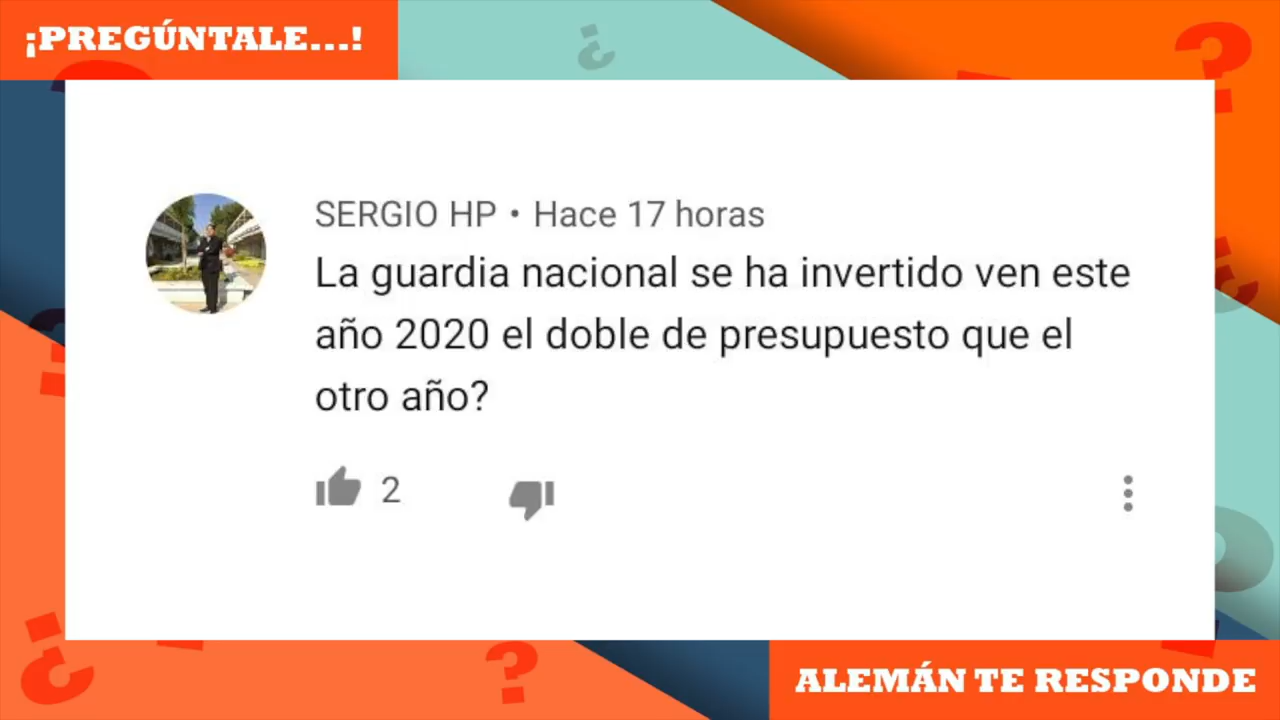 ¡PREGÚNTALE...!
SERGIO HP • Hace 17 horas
La guardia nacional se ha invertido ven este
año 2020 el doble de presupuesto que el
otro año?
2
ALEMÁN TE RESPONDE